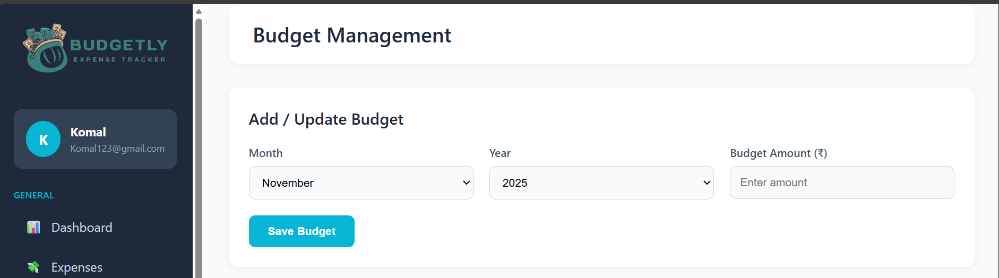 BUDGETLY
EXPENSE TRACKER
K
Komal
Komal123@gmail.com
GENERAL
Dashboard
Expenses
Budget Management
Add / Update Budget
Month
Year
Budget Amount (₹)
November
2025
Enter amount
Save Budget